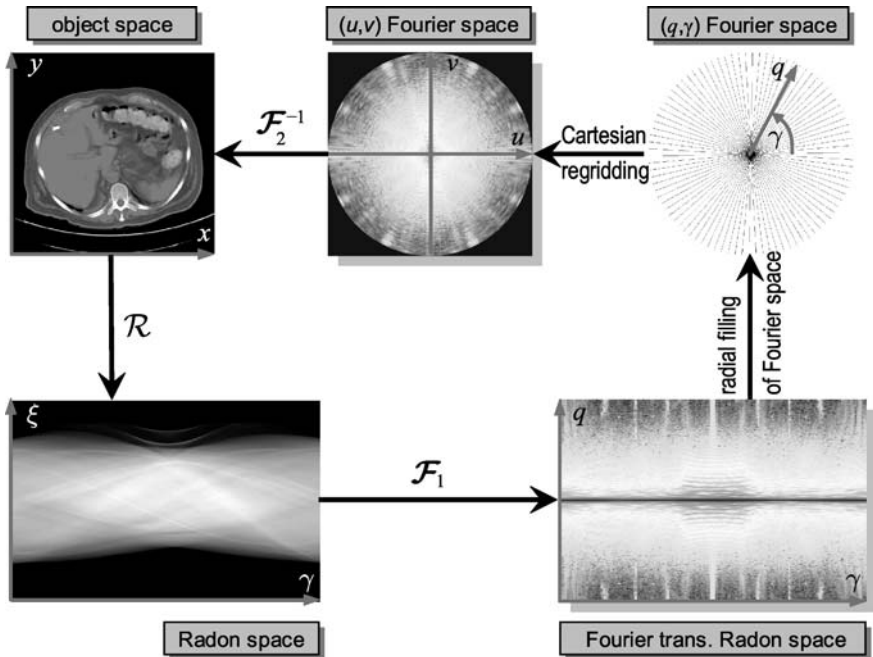 object space
(u,v) Fourier space
(q,γ) Fourier space
y
x
ℱ₂⁻¹
v
u
Cartesian
regridding
q
γ
ℛ
radial filling
of Fourier space
ξ
γ
ℱ₁
q
γ
Radon space
Fourier trans. Radon space